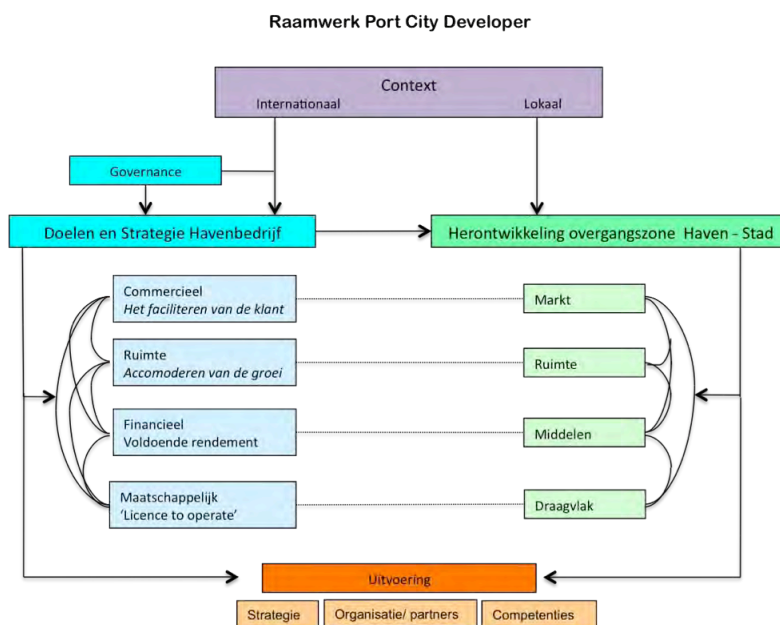 Raamwerk Port City Developer
Context
Internationaal Lokaal
Governance
Doelen en Strategie Havenbedrijf
Herontwikkeling overgangszone Haven - Stad
Commercieel
Het faciliteren van de klant
Markt
Ruimte
Accomoderen van de groei
Ruimte
Financieel
Voldoende rendement
Middelen
Maatschappelijk
‘Licence to operate’
Draagvlak
Uitvoering
Strategie
Organisatie/ partners
Competenties